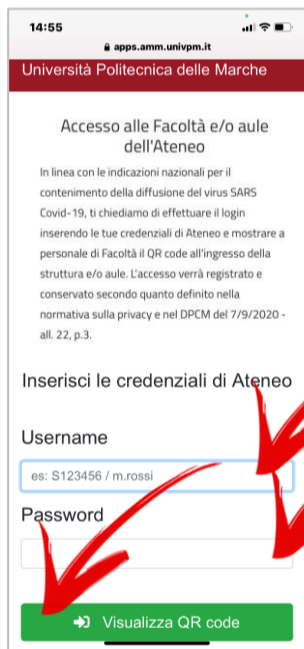 14:55
apps.amm.univpm.it
Università Politecnica delle Marche
Accesso alle Facoltà e/o aule
dell'Ateneo
In linea con le indicazioni nazionali per il
contenimento della diffusione del virus SARS
Covid-19, ti chiediamo di effettuare il login
inserendo le tue credenziali di Ateneo e mostrare a
personale di Facoltà il QR code all'ingresso della
struttura e/o aule. L'accesso verrà registrato e
conservato secondo quanto definito nella
normativa sulla privacy e nel DPCM del 7/9/2020 -
all. 22, p.3.
Inserisci le credenziali di Ateneo
Username
es: S123456 / m.rossi
Password
Visualizza QR code